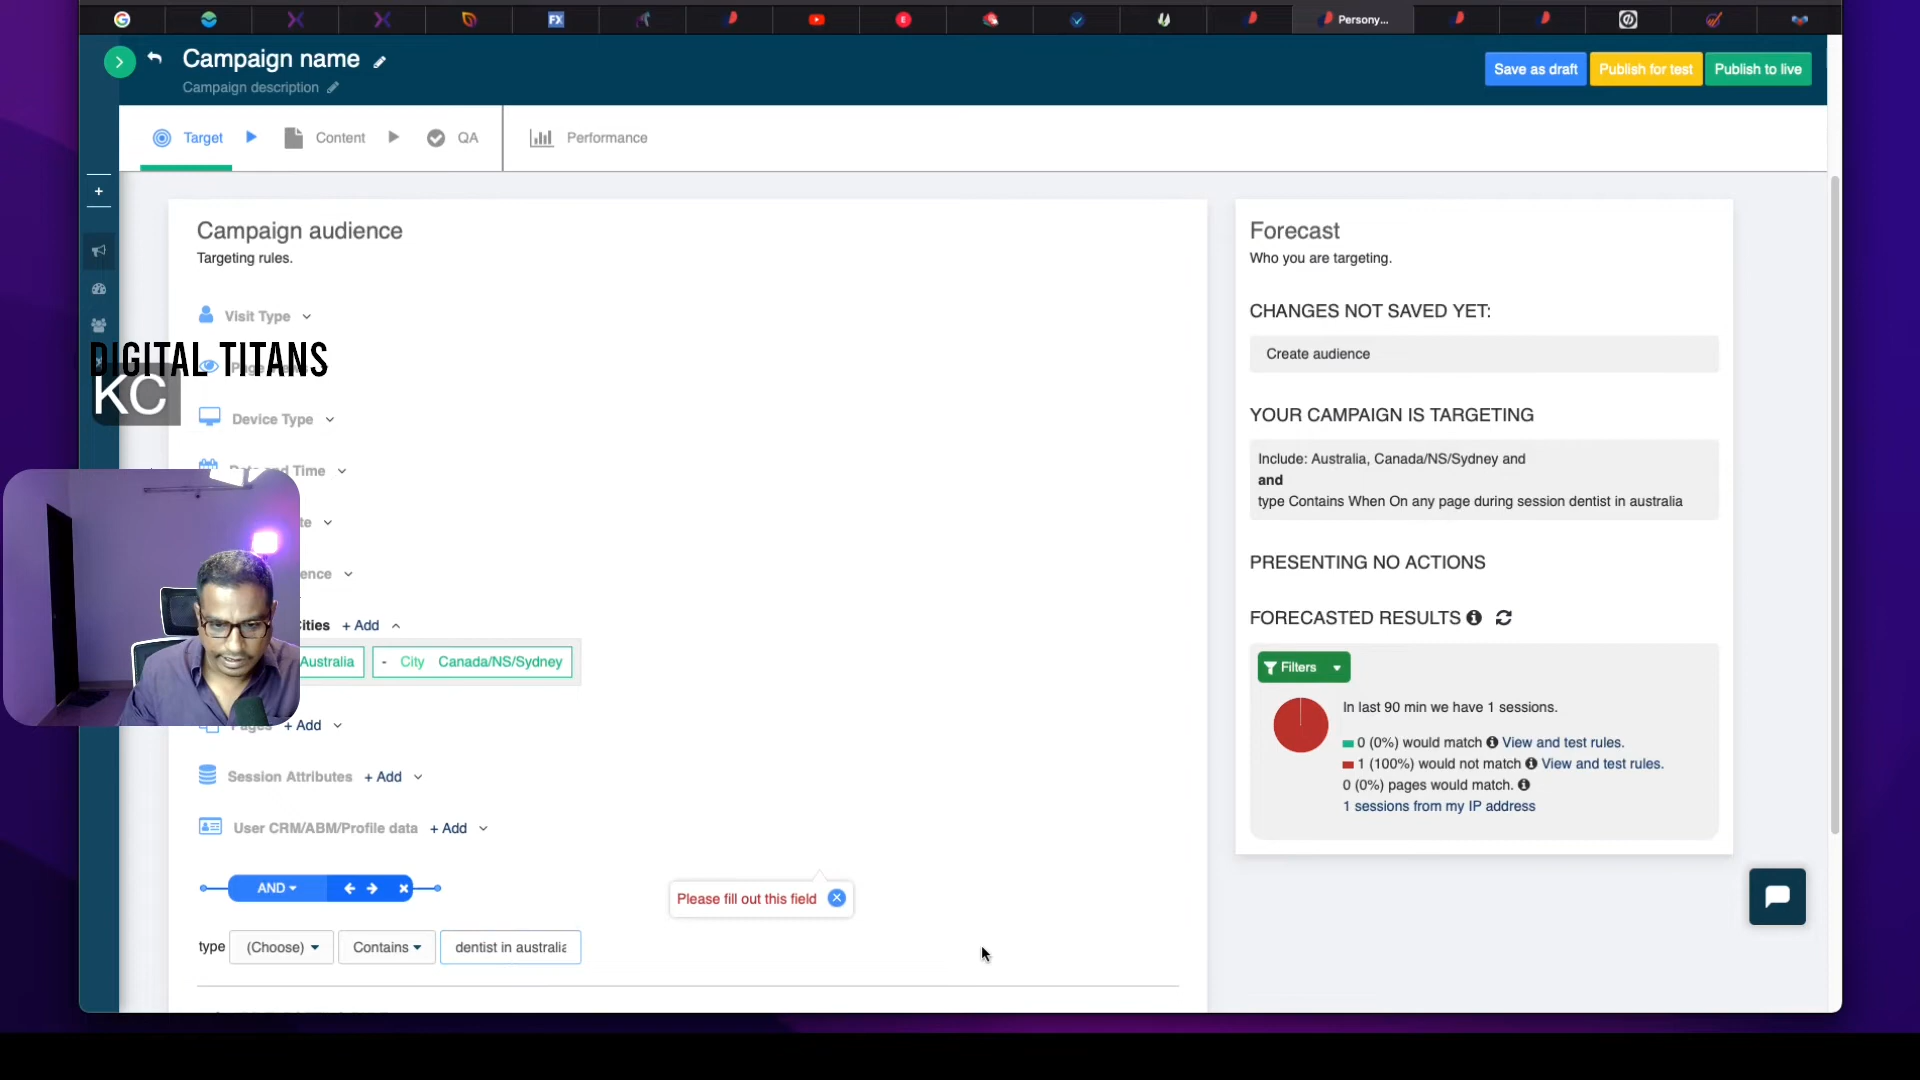 Persony...
Campaign name
Campaign description
Save as draft
Publish for test
Publish to live
Target
Content
QA
Performance
Campaign audience
Targeting rules.
Visit Type
DIGITAL TITANS
KC
Device Type
Date and Time
ence
Cities + Add
Australia
- City Canada/NS/Sydney
Pages + Add
Session Attributes + Add
User CRM/ABM/Profile data + Add
AND
Please fill out this field
type (Choose) Contains dentist in australia
Forecast
Who you are targeting.
CHANGES NOT SAVED YET:
Create audience
YOUR CAMPAIGN IS TARGETING
Include: Australia, Canada/NS/Sydney and
and
type Contains When On any page during session dentist in australia
PRESENTING NO ACTIONS
FORECASTED RESULTS
Filters
In last 90 min we have 1 sessions.
0 (0%) would match View and test rules.
1 (100%) would not match View and test rules.
0 (0%) pages would match.
1 sessions from my IP address